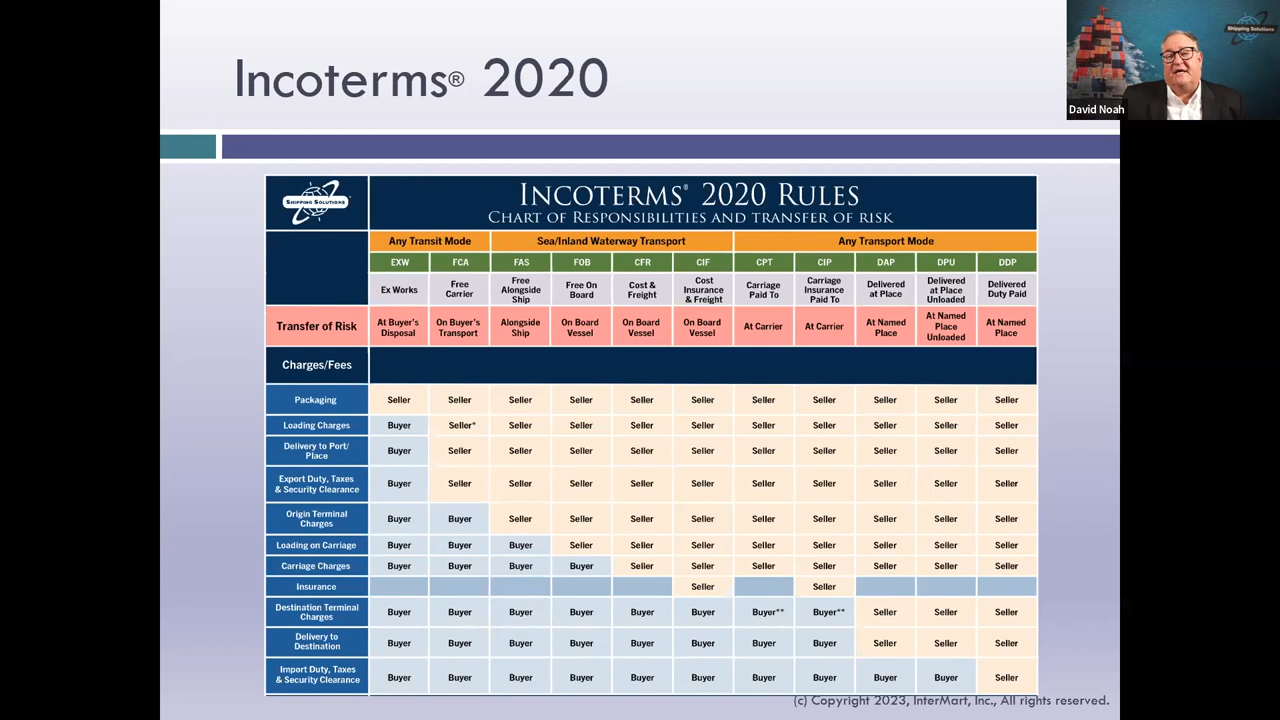 Incoterms® 2020
Shipping Solutions
David Noah
SHIPPING SOLUTIONS
INCOTERMS® 2020 RULES
CHART OF RESPONSIBILITIES AND TRANSFER OF RISK
Any Transit Mode Sea/Inland Waterway Transport Any Transport Mode
EXW FCA FAS FOB CFR CIF CPT CIP DAP DPU DDP
Ex Works Free Carrier Free Alongside Ship Free On Board Cost & Freight Cost Insurance & Freight Carriage Paid To Carriage Insurance Paid To Delivered at Place Delivered at Place Unloaded Delivered Duty Paid
Transfer of Risk At Buyer's Disposal On Buyer's Transport Alongside Ship On Board Vessel On Board Vessel On Board Vessel At Carrier At Carrier At Named Place At Named Place Unloaded At Named Place
Charges/Fees
Packaging Seller Seller Seller Seller Seller Seller Seller Seller Seller Seller Seller
Loading Charges Buyer Seller* Seller Seller Seller Seller Seller Seller Seller Seller Seller
Delivery to Port/ Place Buyer Seller Seller Seller Seller Seller Seller Seller Seller Seller Seller
Export Duty, Taxes & Security Clearance Buyer Seller Seller Seller Seller Seller Seller Seller Seller Seller Seller
Origin Terminal Charges Buyer Buyer Seller Seller Seller Seller Seller Seller Seller Seller Seller
Loading on Carriage Buyer Buyer Buyer Seller Seller Seller Seller Seller Seller Seller Seller
Carriage Charges Buyer Buyer Buyer Buyer Seller Seller Seller Seller Seller Seller Seller
Insurance Seller Seller
Destination Terminal Charges Buyer Buyer Buyer Buyer Buyer Buyer Buyer** Buyer** Seller Seller Seller
Delivery to Destination Buyer Buyer Buyer Buyer Buyer Buyer Buyer Buyer Seller Seller Seller
Import Duty, Taxes & Security Clearance Buyer Buyer Buyer Buyer Buyer Buyer Buyer Buyer Buyer Buyer Seller
(c) Copyright 2023, InterMart, Inc., All rights reserved.